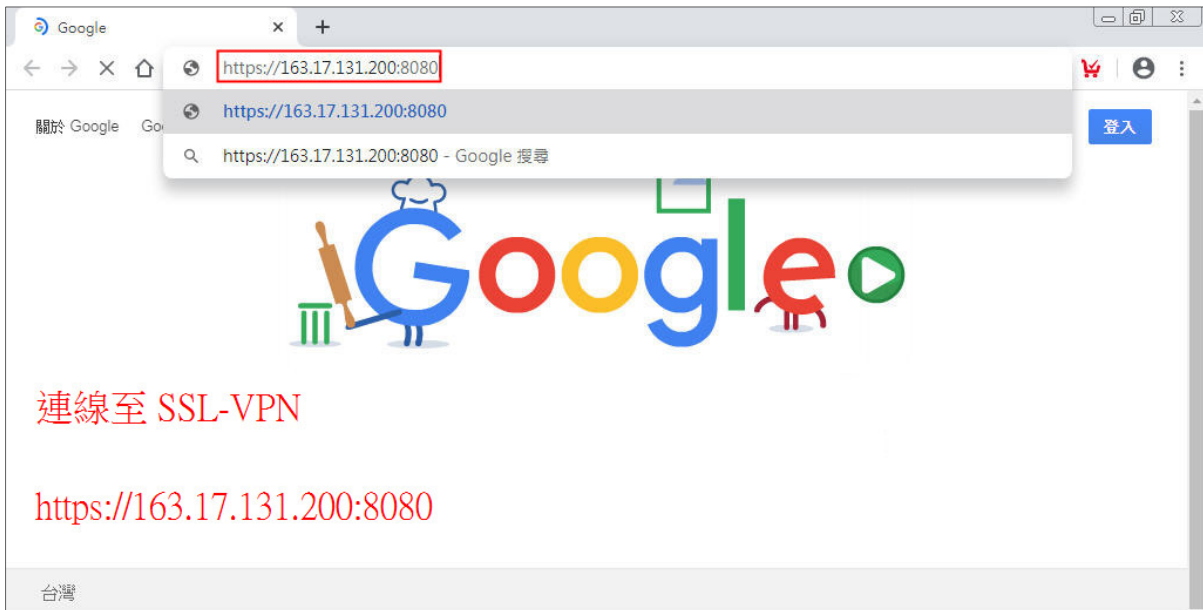 Google
https://163.17.131.200:8080
https://163.17.131.200:8080
https://163.17.131.200:8080 - Google 搜尋
關於 Google Goo
登入
Google
連線至 SSL-VPN
https://163.17.131.200:8080
台灣